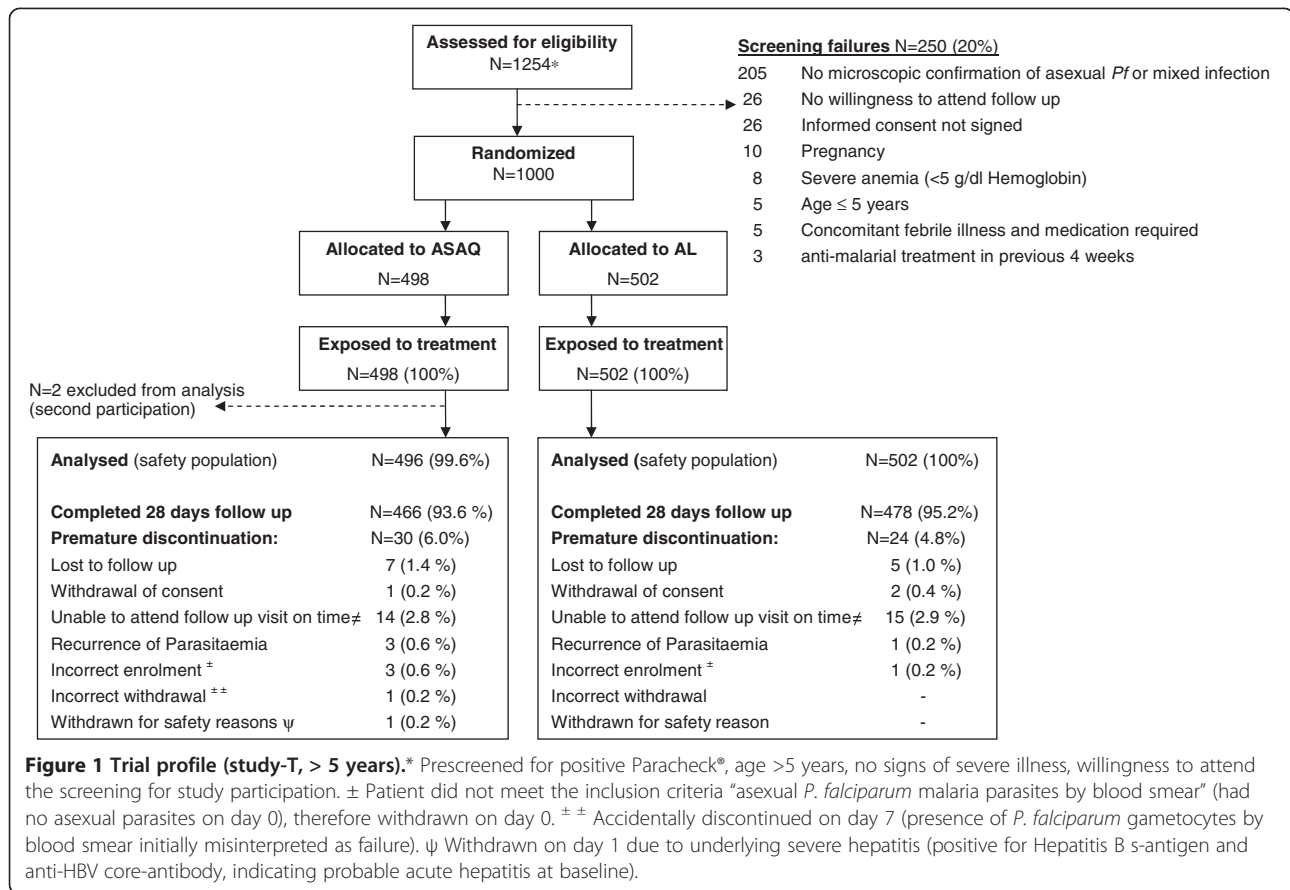 Assessed for eligibility
N=1254*
Screening failures N=250 (20%)
205 No microscopic confirmation of asexual Pf or mixed infection
26 No willingness to attend follow up
26 Informed consent not signed
10 Pregnancy
8 Severe anemia (<5 g/dl Hemoglobin)
5 Age ≤ 5 years
5 Concomitant febrile illness and medication required
3 anti-malarial treatment in previous 4 weeks
Randomized
N=1000
Allocated to ASAQ
N=498
Allocated to AL
N=502
Exposed to treatment
N=498 (100%)
Exposed to treatment
N=502 (100%)
N=2 excluded from analysis
(second participation)
Analysed (safety population) N=496 (99.6%)
Completed 28 days follow up N=466 (93.6 %)
Premature discontinuation: N=30 (6.0%)
Lost to follow up 7 (1.4 %)
Withdrawal of consent 1 (0.2 %)
Unable to attend follow up visit on time≠ 14 (2.8 %)
Recurrence of Parasitaemia 3 (0.6 %)
Incorrect enrolment ± 3 (0.6 %)
Incorrect withdrawal ± ± 1 (0.2 %)
Withdrawn for safety reasons ψ 1 (0.2 %)
Analysed (safety population) N=502 (100%)
Completed 28 days follow up N=478 (95.2%)
Premature discontinuation: N=24 (4.8%)
Lost to follow up 5 (1.0 %)
Withdrawal of consent 2 (0.4 %)
Unable to attend follow up visit on time≠ 15 (2.9 %)
Recurrence of Parasitaemia 1 (0.2 %)
Incorrect enrolment ± 1 (0.2 %)
Incorrect withdrawal -
Withdrawn for safety reason -
Figure 1 Trial profile (study-T, > 5 years).* Prescreened for positive Paracheck®, age >5 years, no signs of severe illness, willingness to attend
the screening for study participation. ± Patient did not meet the inclusion criteria “asexual P. falciparum malaria parasites by blood smear” (had
no asexual parasites on day 0), therefore withdrawn on day 0. ± ± Accidentally discontinued on day 7 (presence of P. falciparum gametocytes by
blood smear initially misinterpreted as failure). ψ Withdrawn on day 1 due to underlying severe hepatitis (positive for Hepatitis B s-antigen and
anti-HBV core-antibody, indicating probable acute hepatitis at baseline).